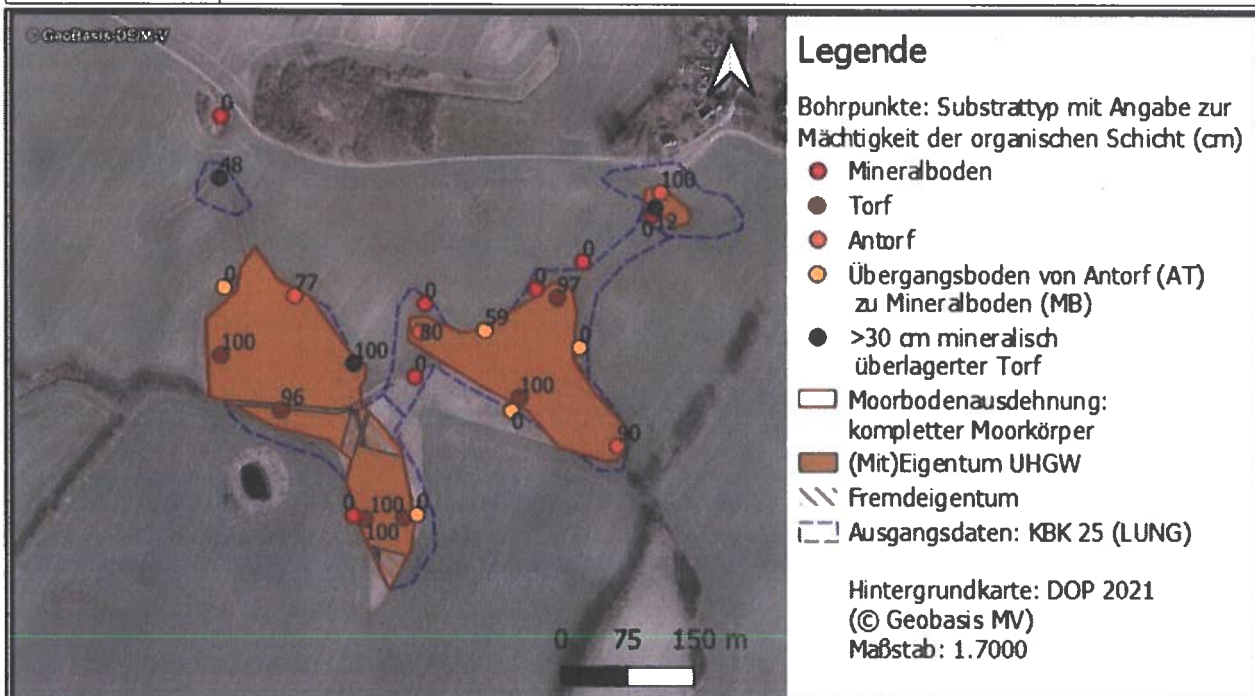 © GeoBasis-DE/M-V
0
48
100
12
0
0
0
77
0
0
97
80
59
0
100
100
0
96
100
0
90
0
100
0
100
0 75 150 m
Legende
Bohrpunkte: Substrattyp mit Angabe zur
Mächtigkeit der organischen Schicht (cm)
Mineralboden
Torf
Antorf
Übergangsboden von Antorf (AT)
zu Mineralboden (MB)
>30 cm mineralisch
überlagerter Torf
Moorbodenausdehnung:
kompletter Moorkörper
(Mit)Eigentum UHGW
Fremdeigentum
Ausgangsdaten: KBK 25 (LUNG)
Hintergrundkarte: DOP 2021
(© Geobasis MV)
Maßstab: 1.7000